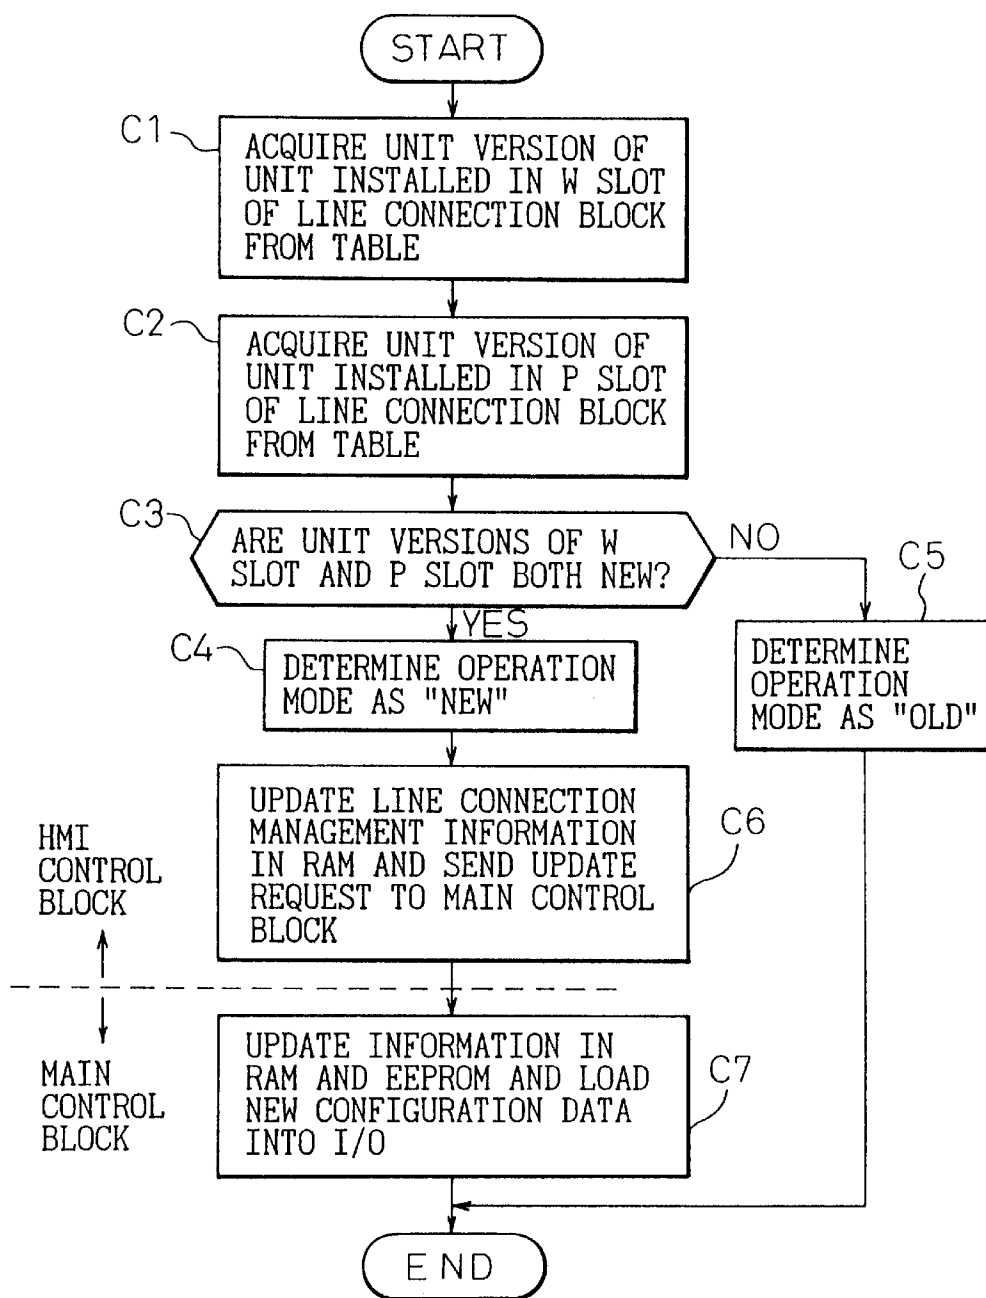 START
C1
ACQUIRE UNIT VERSION OF
UNIT INSTALLED IN W SLOT
OF LINE CONNECTION BLOCK
FROM TABLE
C2
ACQUIRE UNIT VERSION OF
UNIT INSTALLED IN P SLOT
OF LINE CONNECTION BLOCK
FROM TABLE
C3
ARE UNIT VERSIONS OF W
SLOT AND P SLOT BOTH NEW?
NO
YES
C4
DETERMINE OPERATION
MODE AS "NEW"
C5
DETERMINE
OPERATION
MODE AS "OLD"
UPDATE LINE CONNECTION
MANAGEMENT INFORMATION
IN RAM AND SEND UPDATE
REQUEST TO MAIN CONTROL
BLOCK
C6
HMI
CONTROL
BLOCK
MAIN
CONTROL
BLOCK
UPDATE INFORMATION IN
RAM AND EEPROM AND LOAD
NEW CONFIGURATION DATA
INTO I/O
C7
END